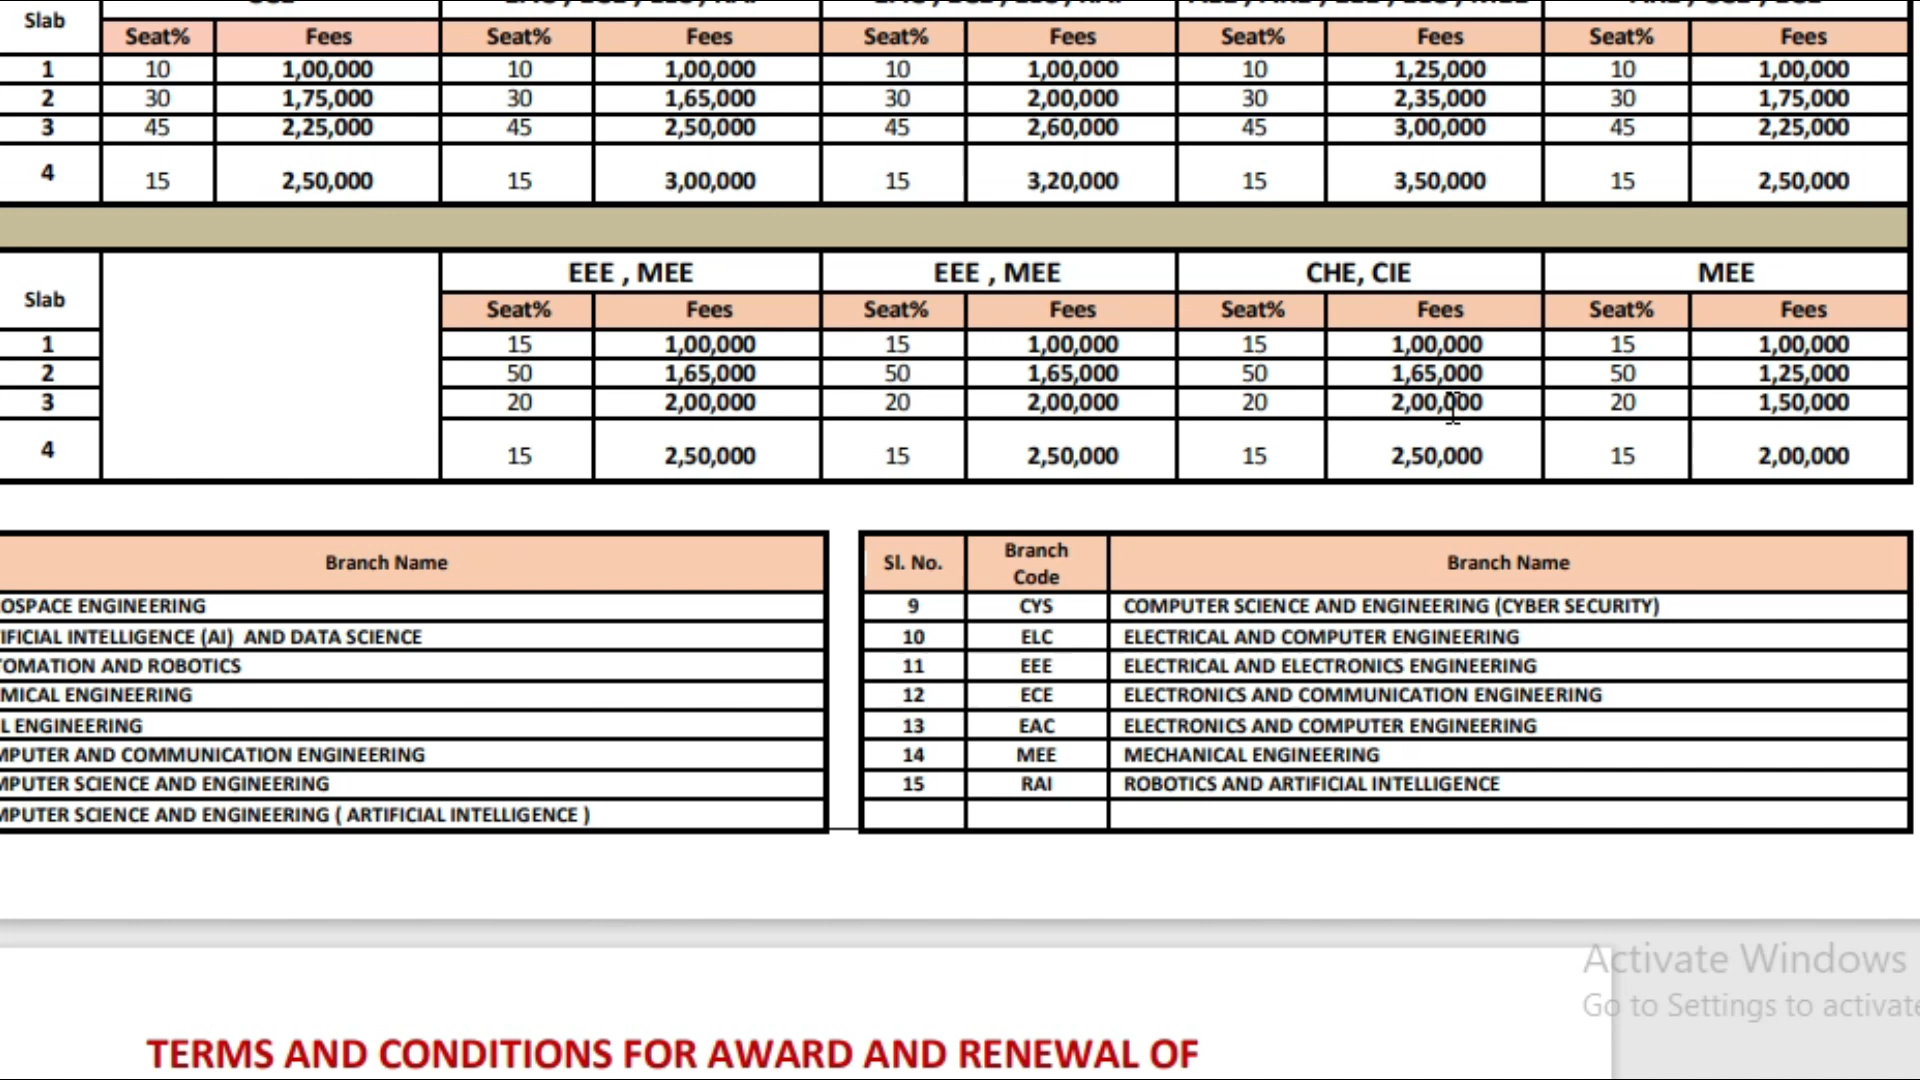 Slab
Seat% Fees Seat% Fees Seat% Fees Seat% Fees Seat% Fees
1 10 1,00,000 10 1,00,000 10 1,00,000 10 1,25,000 10 1,00,000
2 30 1,75,000 30 1,65,000 30 2,00,000 30 2,35,000 30 1,75,000
3 45 2,25,000 45 2,50,000 45 2,60,000 45 3,00,000 45 2,25,000
4 15 2,50,000 15 3,00,000 15 3,20,000 15 3,50,000 15 2,50,000
EEE , MEE EEE , MEE CHE, CIE MEE
Slab Seat% Fees Seat% Fees Seat% Fees Seat% Fees
1 15 1,00,000 15 1,00,000 15 1,00,000 15 1,00,000
2 50 1,65,000 50 1,65,000 50 1,65,000 50 1,25,000
3 20 2,00,000 20 2,00,000 20 2,00,000 20 1,50,000
4 15 2,50,000 15 2,50,000 15 2,50,000 15 2,00,000
Branch Name
OSPACE ENGINEERING
IFICIAL INTELLIGENCE (AI) AND DATA SCIENCE
TOMATION AND ROBOTICS
MICAL ENGINEERING
L ENGINEERING
MPUTER AND COMMUNICATION ENGINEERING
MPUTER SCIENCE AND ENGINEERING
MPUTER SCIENCE AND ENGINEERING ( ARTIFICIAL INTELLIGENCE )
Sl. No. Branch Code Branch Name
9 CYS COMPUTER SCIENCE AND ENGINEERING (CYBER SECURITY)
10 ELC ELECTRICAL AND COMPUTER ENGINEERING
11 EEE ELECTRICAL AND ELECTRONICS ENGINEERING
12 ECE ELECTRONICS AND COMMUNICATION ENGINEERING
13 EAC ELECTRONICS AND COMPUTER ENGINEERING
14 MEE MECHANICAL ENGINEERING
15 RAI ROBOTICS AND ARTIFICIAL INTELLIGENCE
Activate Windows
Go to Settings to activate
TERMS AND CONDITIONS FOR AWARD AND RENEWAL OF